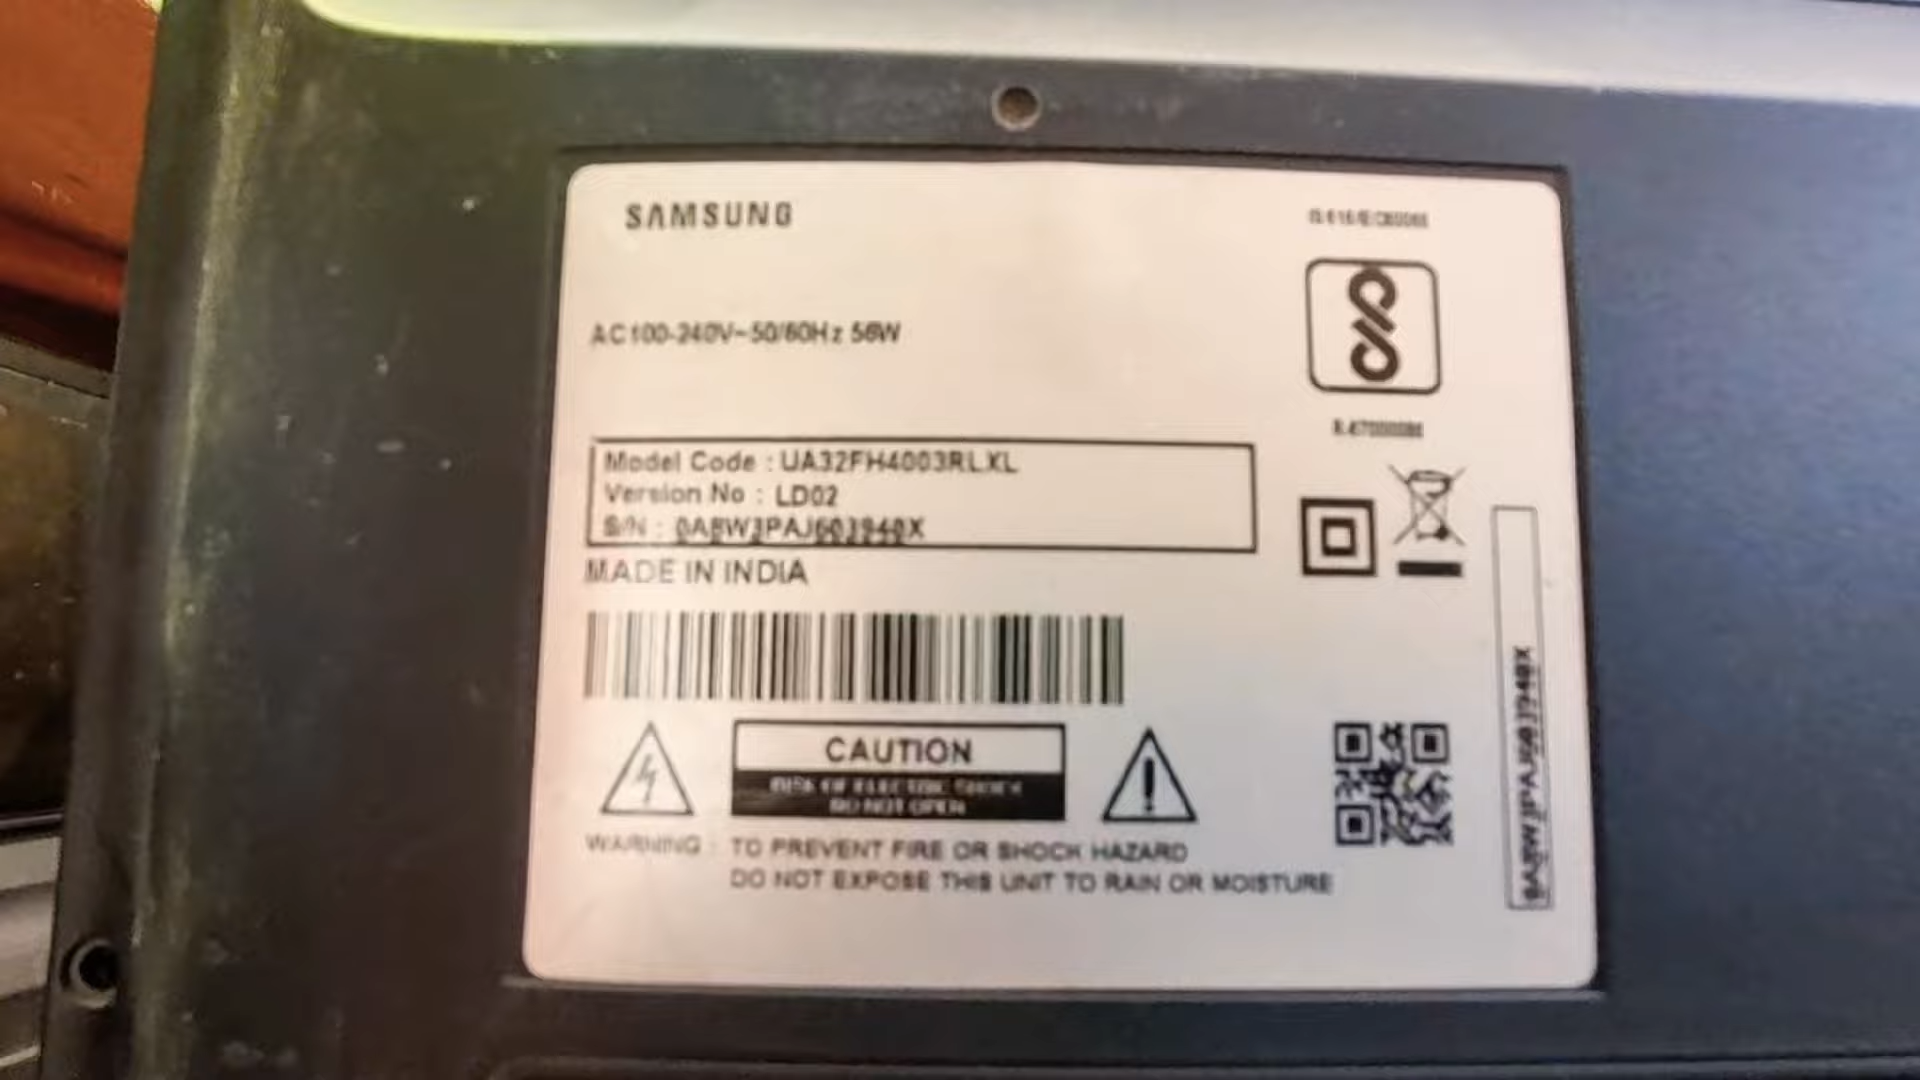 SAMSUNG
AC100-240V~50/60Hz 56W
Model Code : UA32FH4003RLXL
Version No : LD02
S/N : 0A8W3PAJ603940X
MADE IN INDIA
CAUTION
RISK OF ELECTRIC SHOCK
DO NOT OPEN
WARNING : TO PREVENT FIRE OR SHOCK HAZARD
DO NOT EXPOSE THIS UNIT TO RAIN OR MOISTURE
0A8W3PAJ603940X